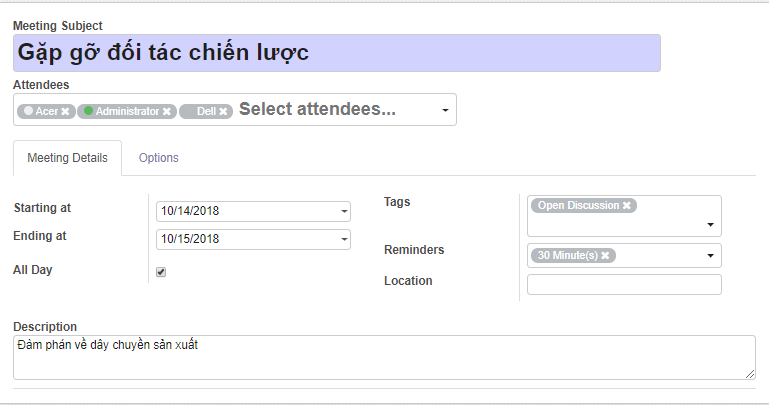 Meeting Subject
Gặp gỡ đối tác chiến lược
Attendees
Acer Administrator Dell Select attendees...
Meeting Details Options
Starting at 10/14/2018
Ending at 10/15/2018
All Day
Tags Open Discussion
Reminders 30 Minute(s)
Location
Description
Đàm phán về dây chuyền sản xuất